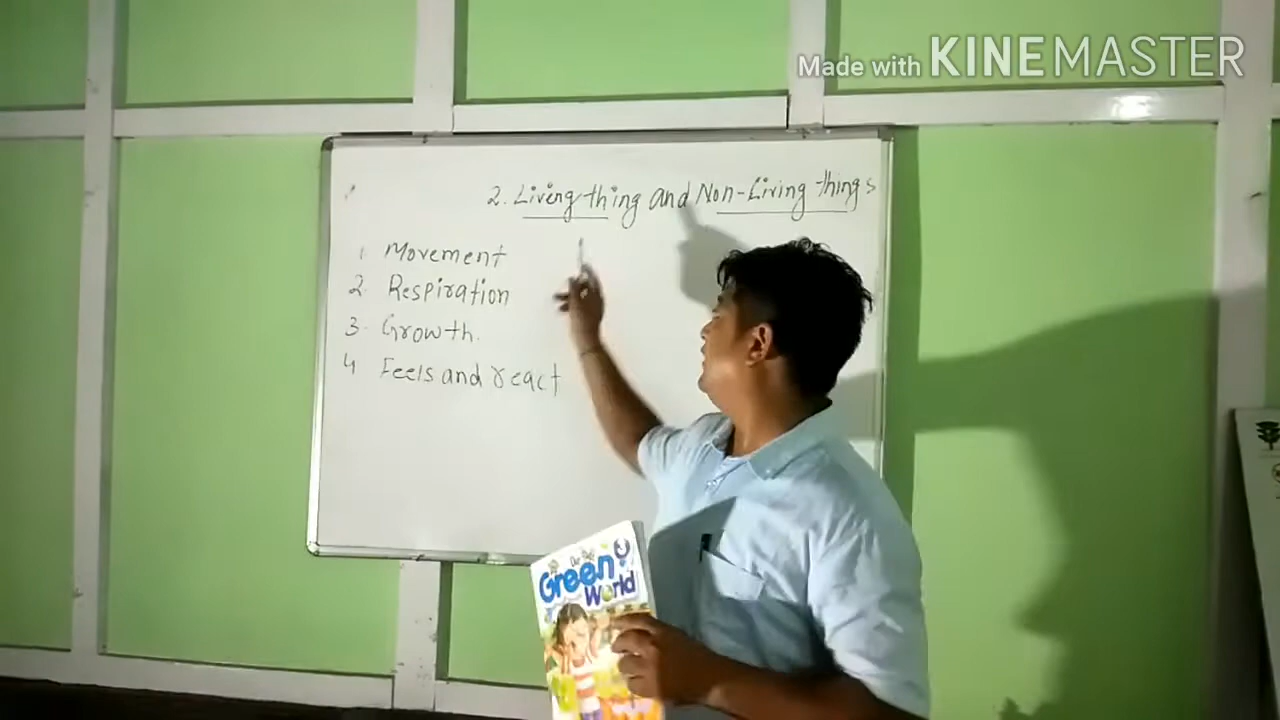 Made with KINEMASTER
2. Living thing and Non-Living things
1 Movement
2. Respiration
3. Growth.
4 Feels and react
Green
World